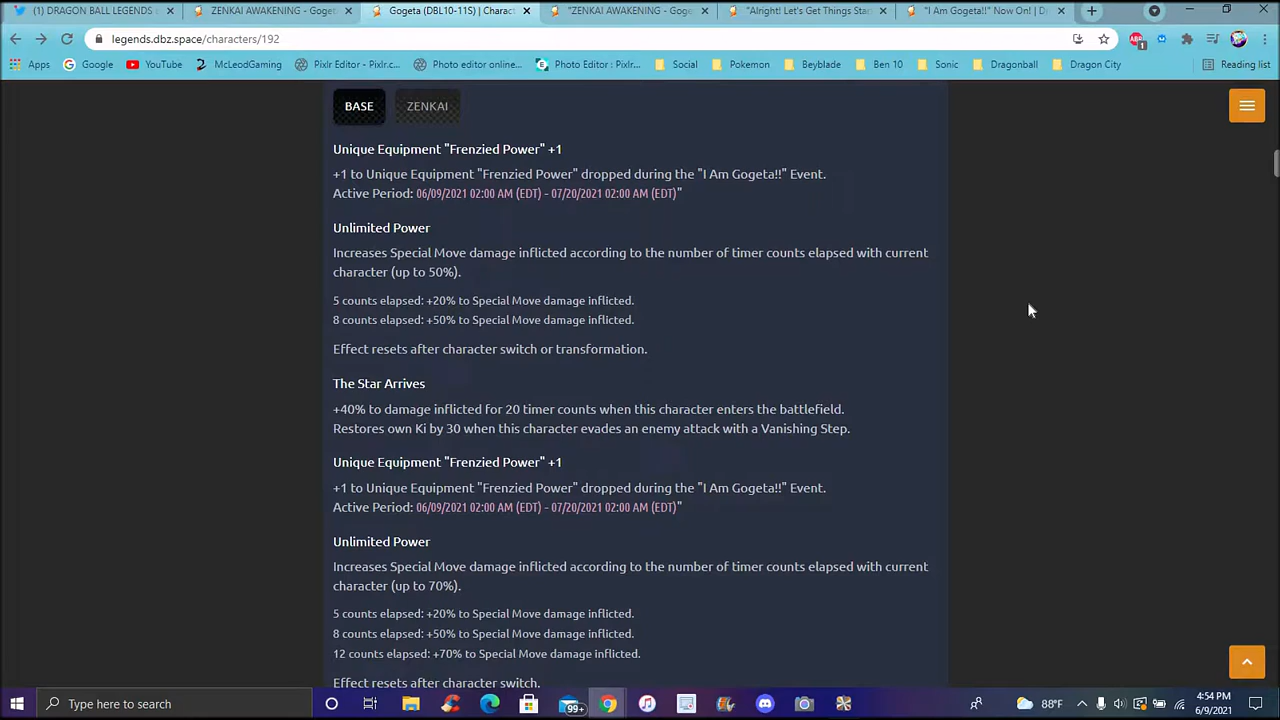 (1) DRAGON BALL LEGENDS
ZENKAI AWAKENING - Goget
Gogeta (DBL10-11S) | Charact
"ZENKAI AWAKENING - Goge
"Alright! Let's Get Things Star
"I Am Gogeta!!" Now On! | D
legends.dbz.space/characters/192
Apps
Google
YouTube
McLeodGaming
Pixlr Editor - Pixlr.c...
Photo editor online...
Photo Editor : Pixlr...
Social
Pokemon
Beyblade
Ben 10
Sonic
Dragonball
Dragon City
Reading list
BASE
ZENKAI
Unique Equipment "Frenzied Power" +1
+1 to Unique Equipment "Frenzied Power" dropped during the "I Am Gogeta!!" Event.
Active Period: 06/09/2021 02:00 AM (EDT) - 07/20/2021 02:00 AM (EDT)"
Unlimited Power
Increases Special Move damage inflicted according to the number of timer counts elapsed with current
character (up to 50%).
5 counts elapsed: +20% to Special Move damage inflicted.
8 counts elapsed: +50% to Special Move damage inflicted.
Effect resets after character switch or transformation.
The Star Arrives
+40% to damage inflicted for 20 timer counts when this character enters the battlefield.
Restores own Ki by 30 when this character evades an enemy attack with a Vanishing Step.
Unique Equipment "Frenzied Power" +1
+1 to Unique Equipment "Frenzied Power" dropped during the "I Am Gogeta!!" Event.
Active Period: 06/09/2021 02:00 AM (EDT) - 07/20/2021 02:00 AM (EDT)"
Unlimited Power
Increases Special Move damage inflicted according to the number of timer counts elapsed with current
character (up to 70%).
5 counts elapsed: +20% to Special Move damage inflicted.
8 counts elapsed: +50% to Special Move damage inflicted.
12 counts elapsed: +70% to Special Move damage inflicted.
Effect resets after character switch.
Type here to search
99+
88°F
4:54 PM
6/9/2021